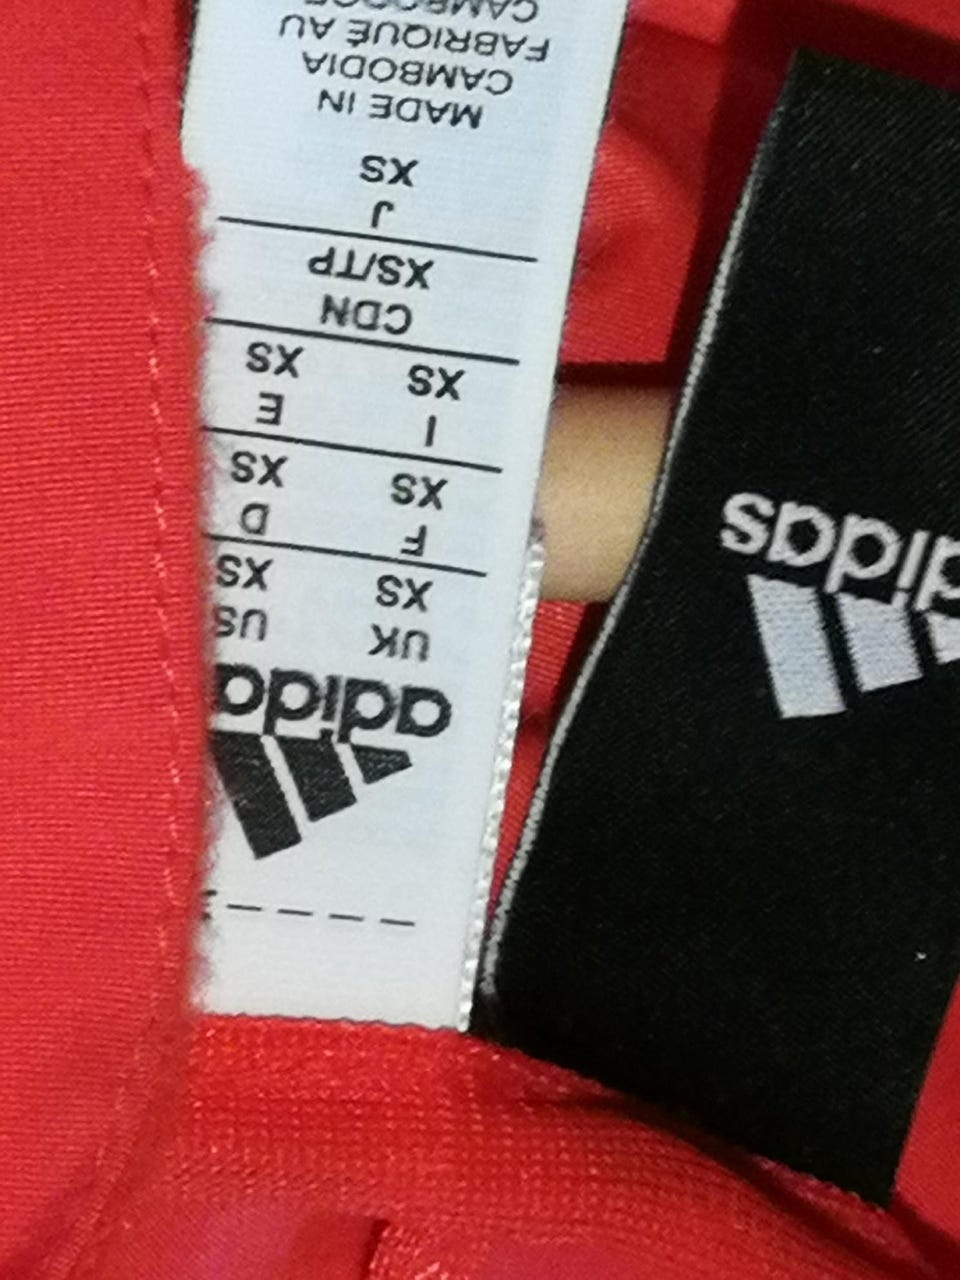 adidas
UK US
XS XS
F D
XS XS
I E
XS XS
CDN
XS/TP
J
XS
MADE IN
CAMBODIA
FABRIQUÉ AU
adidas